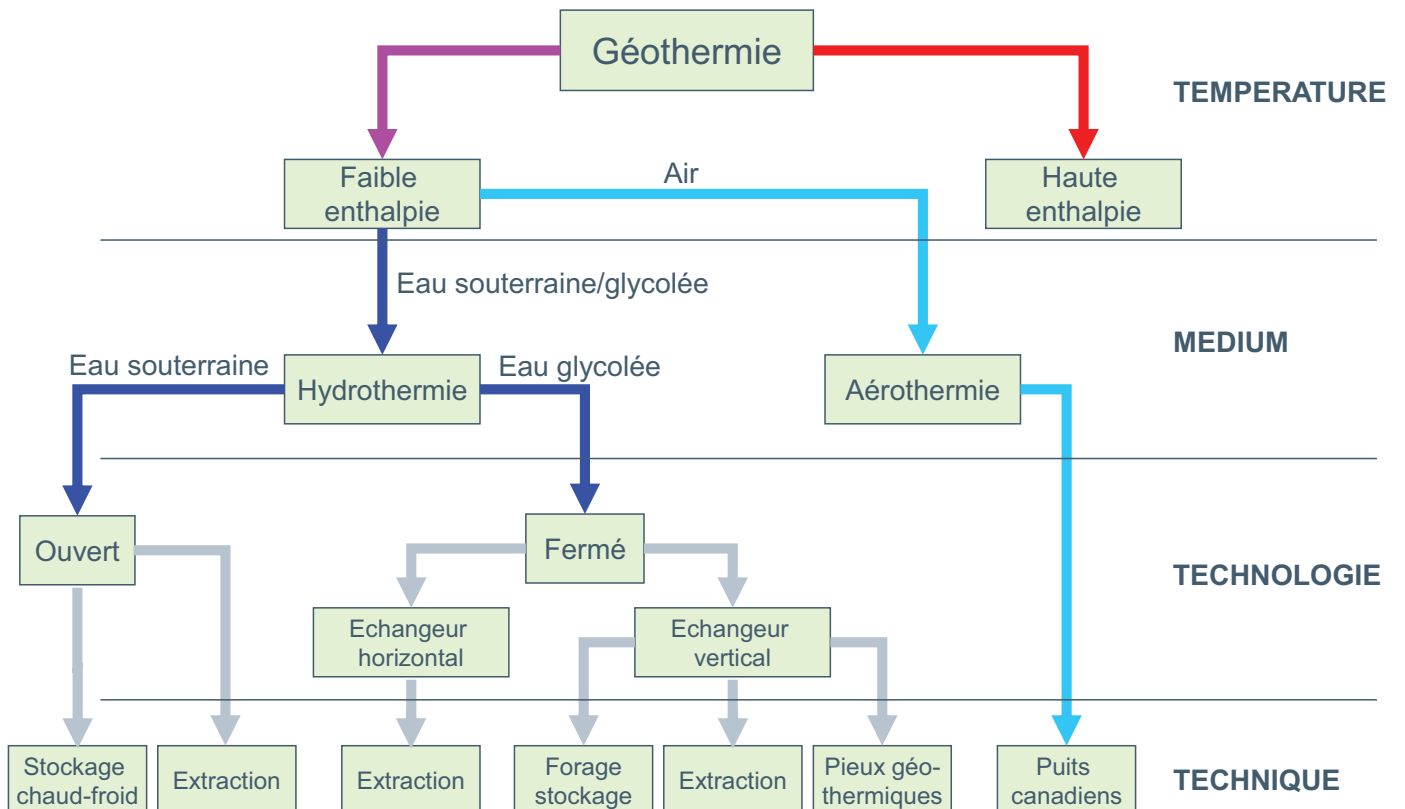 Géothermie
TEMPERATURE
Faible
enthalpie
Air
Haute
enthalpie
Eau souterraine/glycolée
MEDIUM
Eau souterraine
Hydrothermie
Eau glycolée
Aérothermie
Ouvert
Fermé
TECHNOLOGIE
Echangeur
horizontal
Echangeur
vertical
Stockage
chaud-froid
Extraction
Extraction
Forage
stockage
Extraction
Pieux géo-
thermiques
Puits
canadiens
TECHNIQUE